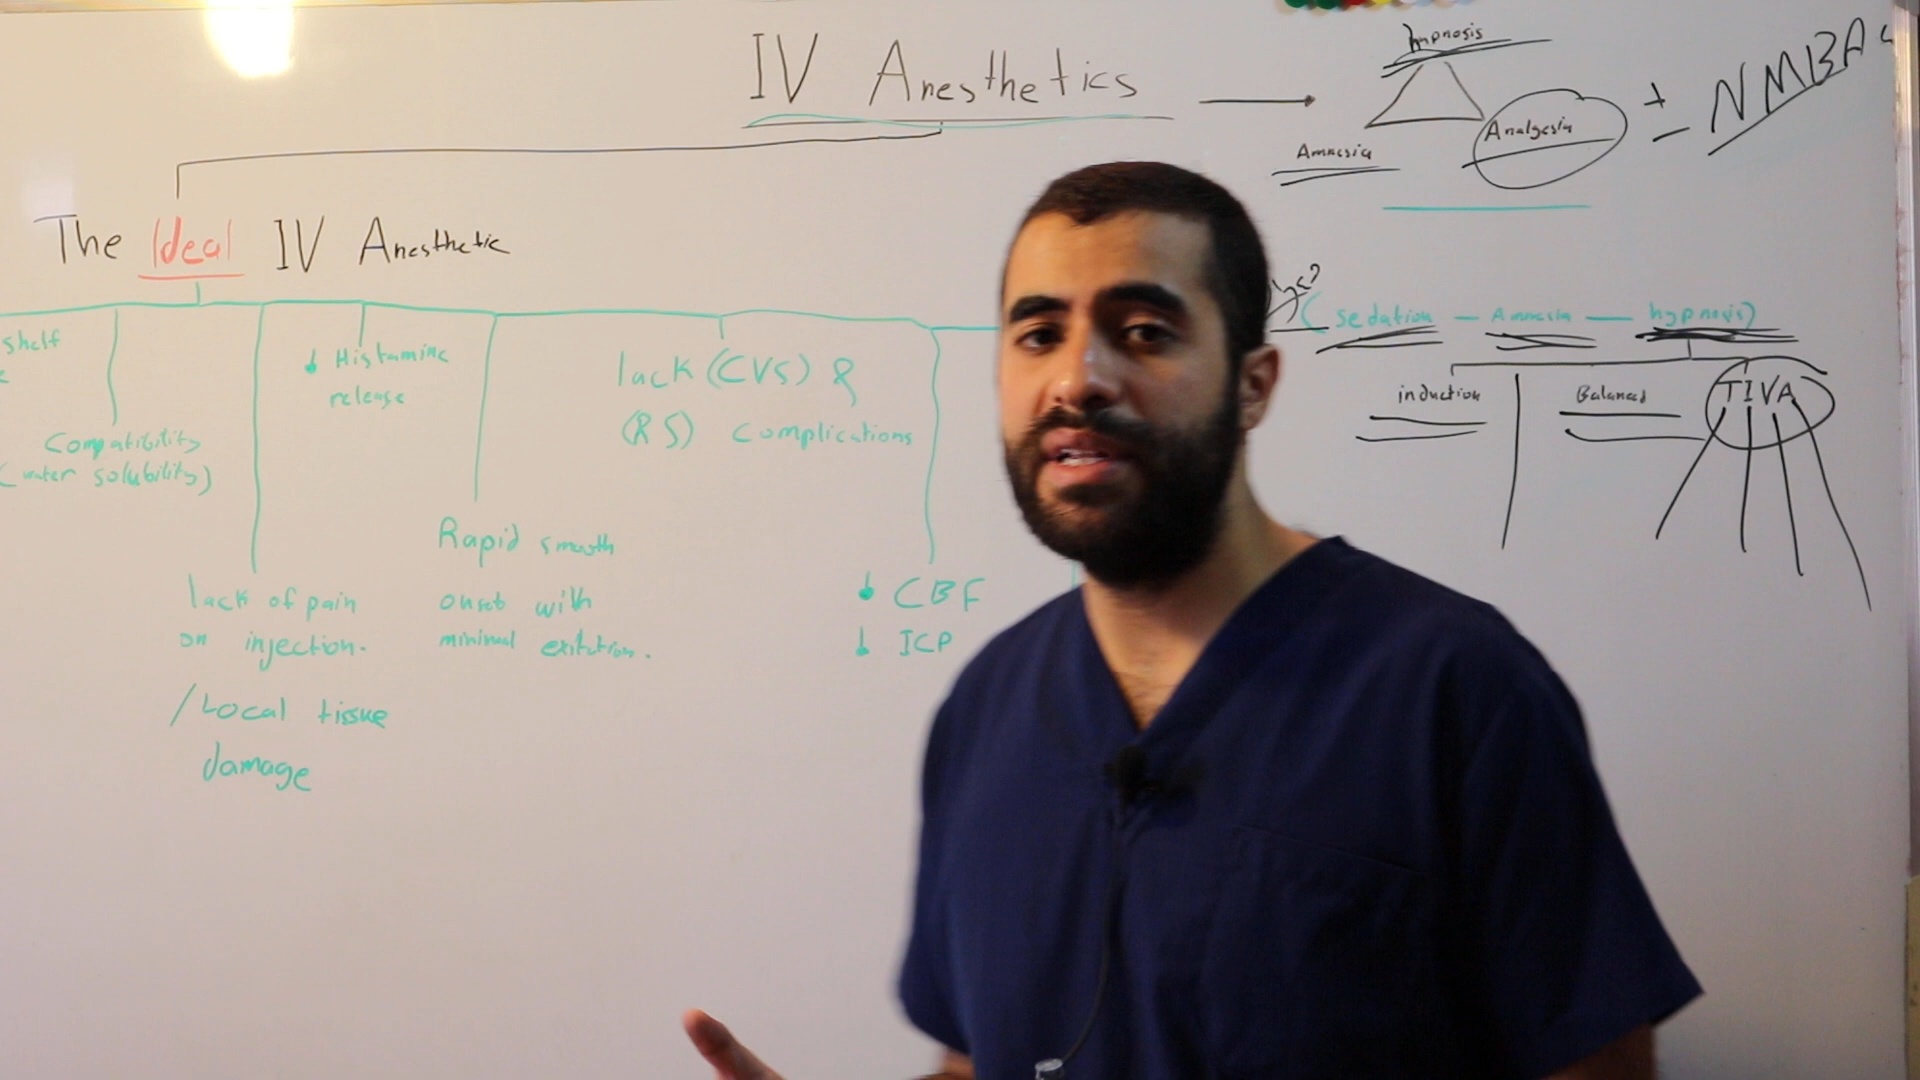 IV Anesthetics
hypnosis
Amnesia
Analgesia
+
NMBAs
The Ideal IV Anesthetic
shelf
Compatibility
(water solubility)
lack of pain
on injection.
/Local tissue
damage
Histamine
release
Rapid smooth
onset with
minimal exitution.
lack (CVS) &
(RS) Complications
CBF
ICP
(sedation — Amnesia — hypnosis)
induction
Balanced
TIVA